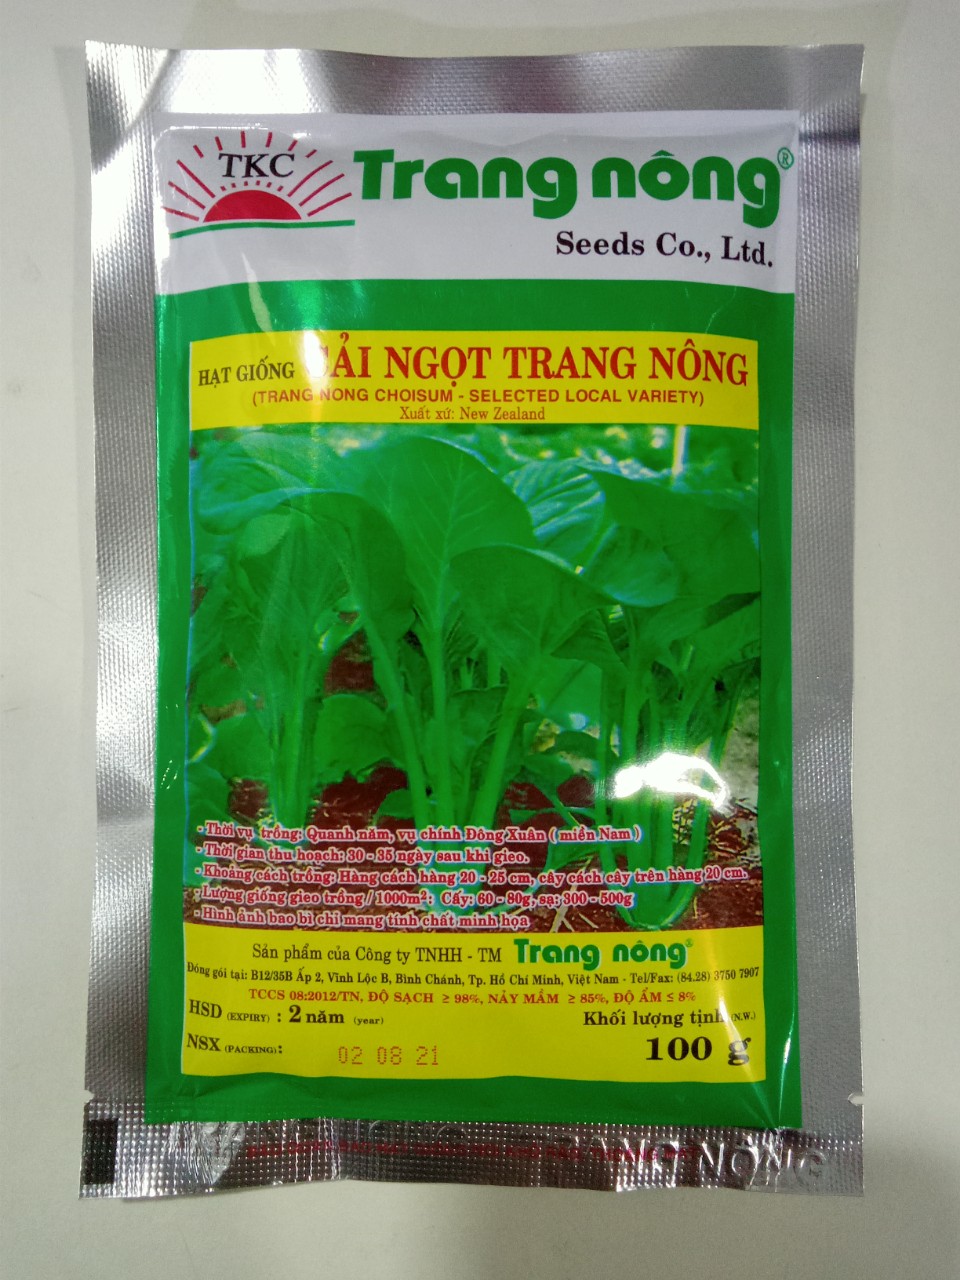 TKC
Trang nông®
Seeds Co., Ltd.
HẠT GIỐNG CẢI NGỌT TRANG NÔNG
(TRANG NONG CHOISUM - SELECTED LOCAL VARIETY)
Xuất xứ: New Zealand
- Thời vụ trồng: Quanh năm, vụ chính Đông Xuân ( miền Nam )
- Thời gian thu hoạch: 30 - 35 ngày sau khi gieo.
- Khoảng cách trồng: Hàng cách hàng 20 - 25 cm, cây cách cây trên hàng 20 cm.
- Lượng giống gieo trồng / 1000m²: Cấy: 60 - 80g, sạ: 300 - 500g
- Hình ảnh bao bì chỉ mang tính chất minh họa
Sản phẩm của Công ty TNHH - TM Trang nông®
Đóng gói tại: B12/35B Ấp 2, Vĩnh Lộc B, Bình Chánh, Tp. Hồ Chí Minh, Việt Nam - Tel/Fax: (84.28) 3750 7907
TCCS 08:2012/TN, ĐỘ SẠCH ≥ 98%, NẢY MẦM ≥ 85%, ĐỘ ẨM ≤ 8%
HSD (EXPIRY) : 2 năm (year)
Khối lượng tịnh (N.W.)
NSX (PACKING):
02 08 21
100 g
NÔNG